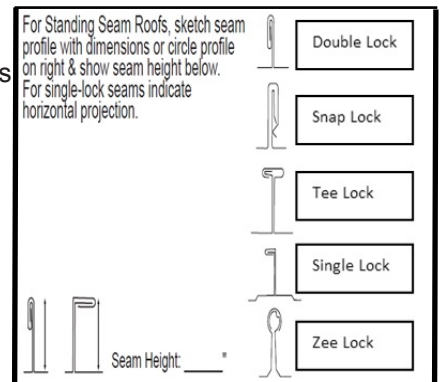 For Standing Seam Roofs, sketch seam
profile with dimensions or circle profile
on right & show seam height below.
For single-lock seams indicate
horizontal projection.
s
Double Lock
Snap Lock
Tee Lock
Single Lock
Zee Lock
Seam Height: _____"